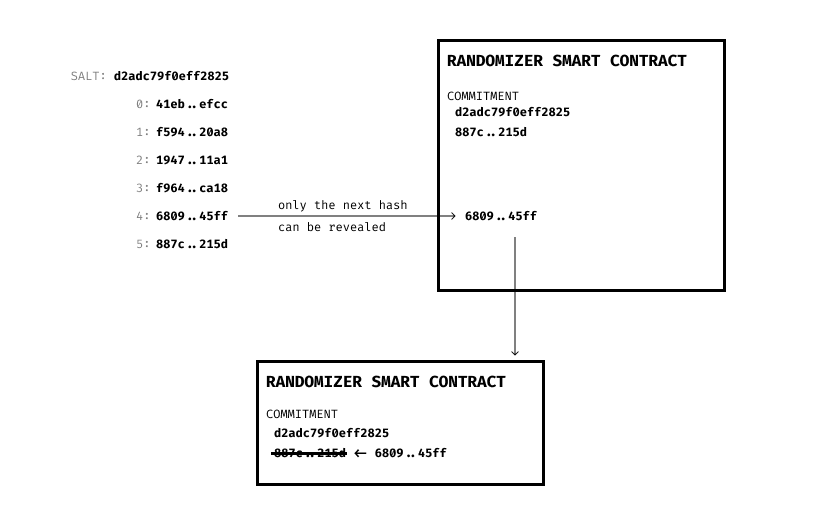 SALT: d2adc79f0eff2825
0: 41eb..efcc
1: f594..20a8
2: 1947..11a1
3: f964..ca18
4: 6809..45ff
5: 887c..215d
only the next hash
can be revealed
RANDOMIZER SMART CONTRACT
COMMITMENT
d2adc79f0eff2825
887c..215d
6809..45ff
RANDOMIZER SMART CONTRACT
COMMITMENT
d2adc79f0eff2825
887c..215d ← 6809..45ff